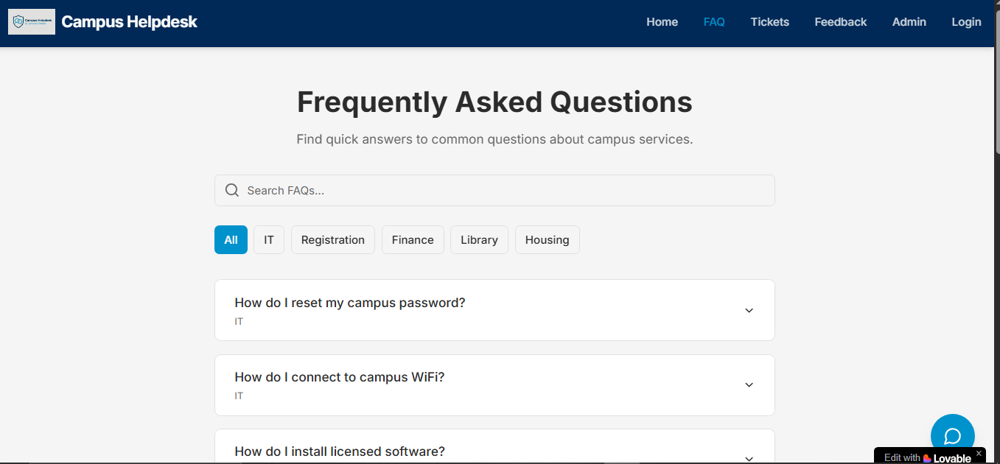 Campus Helpdesk
Campus Helpdesk Home FAQ Tickets Feedback Admin Login
Frequently Asked Questions
Find quick answers to common questions about campus services.
Search FAQs...
All IT Registration Finance Library Housing
How do I reset my campus password?
IT
How do I connect to campus WiFi?
IT
How do I install licensed software?
Edit with Lovable